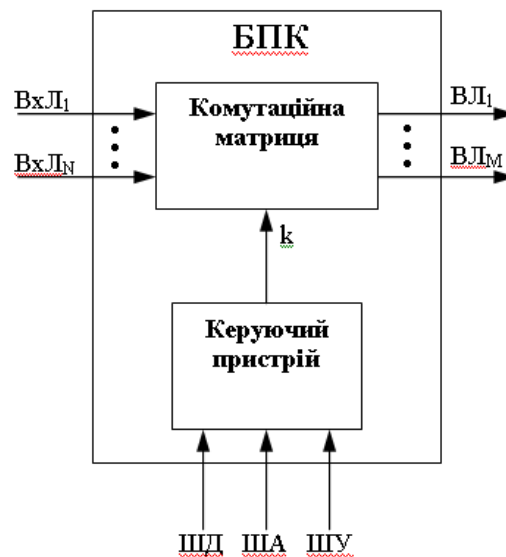 БПК
ВхЛ1
Комутаційна
матриця
ВЛ1
ВхЛN
ВЛM
k
Керуючий
пристрій
ШД ША ШУ